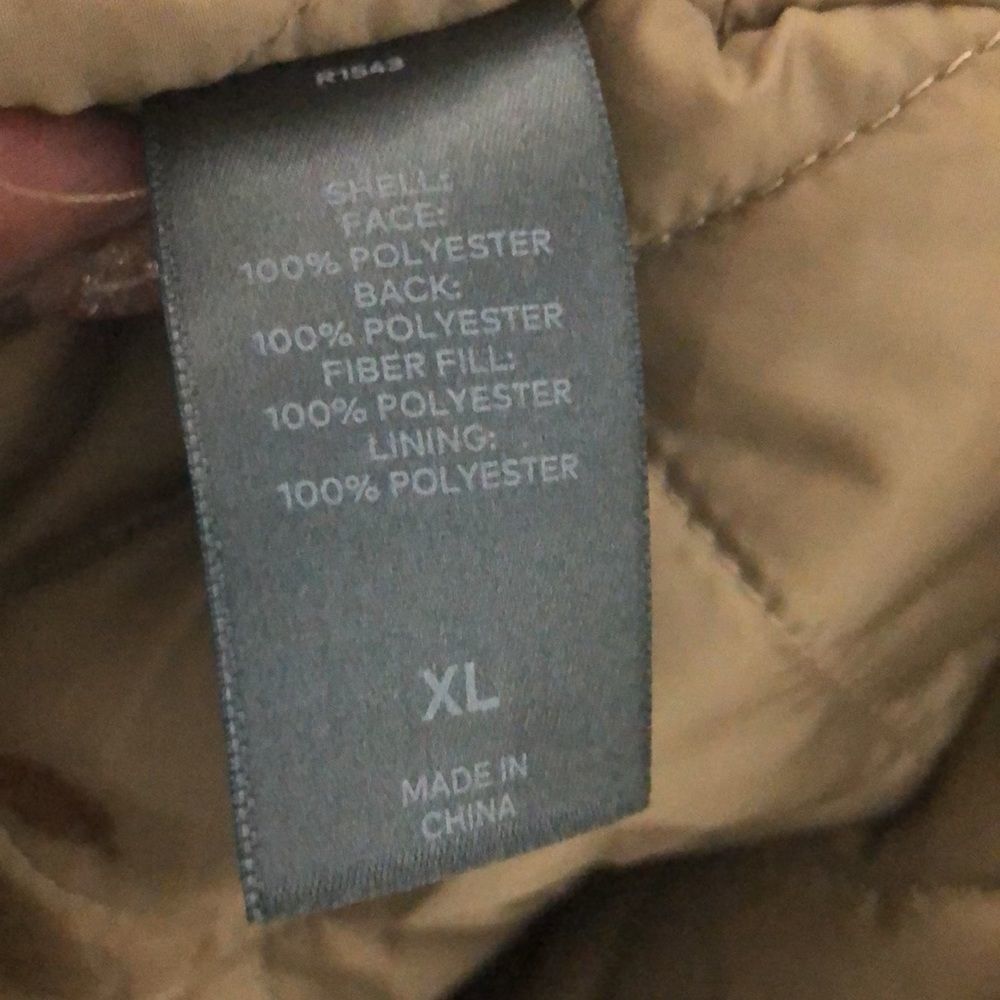 R1543
SHELL:
FACE:
100% POLYESTER
BACK:
100% POLYESTER
FIBER FILL:
100% POLYESTER
LINING:
100% POLYESTER
XL
MADE IN
CHINA